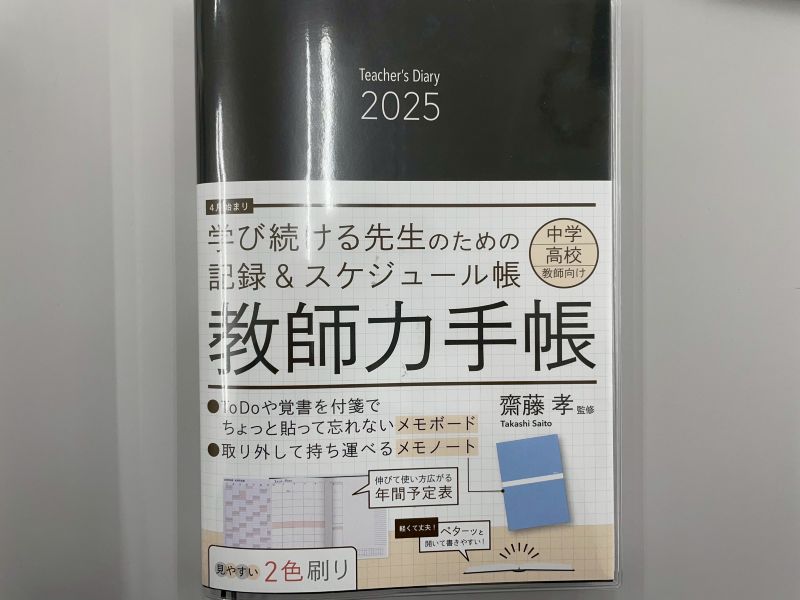 Teacher's Diary
2025
4月始まり
学び続ける先生のための
記録&スケジュール帳
中学
高校
教師向け
教師力手帳
●ToDoや覚書を付箋で
ちょっと貼って忘れないメモボード
●取り外して持ち運べるメモノート
齋藤 孝 監修
Takashi Saito
伸びて使い方広がる
年間予定表
軽くて丈夫!
ペターッと
開いて書きやすい!
見やすい 2色刷り